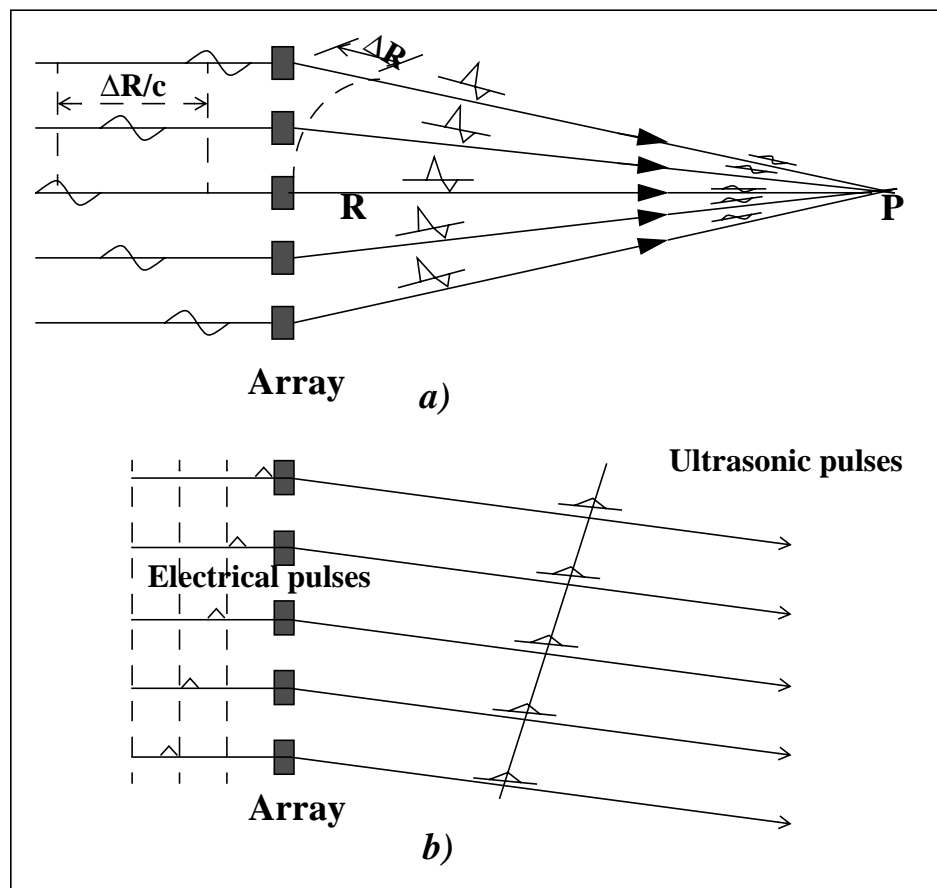 ΔR
ΔR/c
R
P
Array
a)
Ultrasonic pulses
Electrical pulses
Array
b)